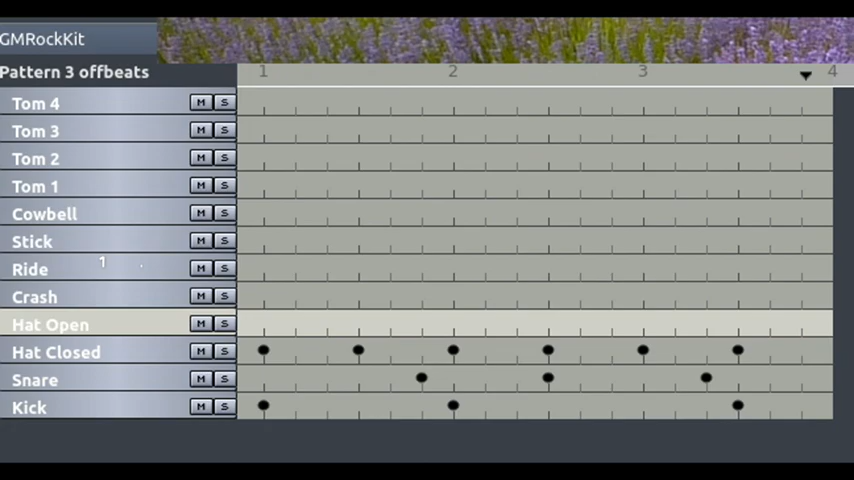 GMRockKit
Pattern 3 offbeats 1 2 3 4
Tom 4 M S
Tom 3 M S
Tom 2 M S
Tom 1 M S
Cowbell M S
Stick M S
Ride 1 M S
Crash M S
Hat Open M S
Hat Closed M S
Snare M S
Kick M S